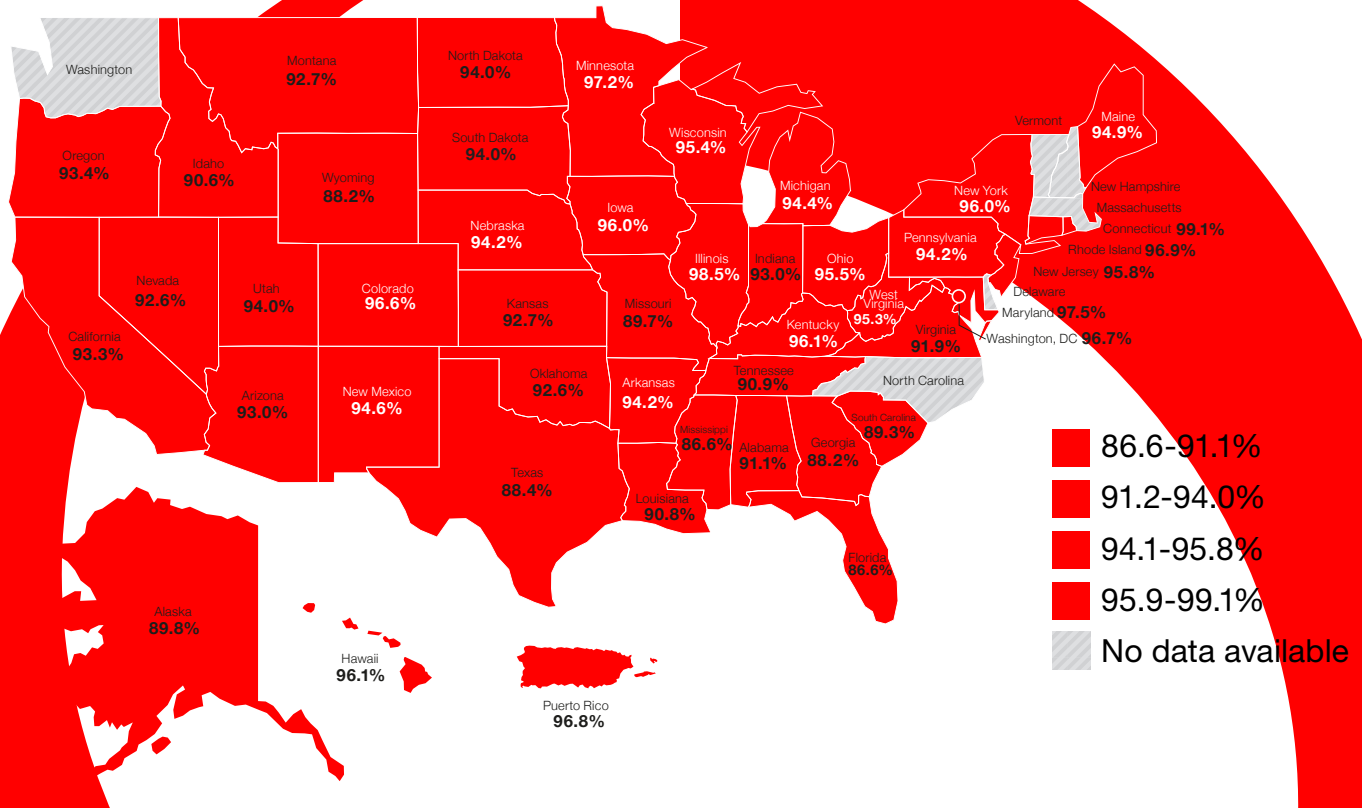 Washington
Montana
92.7%
North Dakota
94.0%
Minnesota
97.2%
Oregon
93.4%
Idaho
90.6%
Wyoming
88.2%
South Dakota
94.0%
Wisconsin
95.4%
Michigan
94.4%
New York
96.0%
Vermont
Maine
94.9%
New Hampshire
Massachusetts
Connecticut 99.1%
Rhode Island 96.9%
New Jersey 95.8%
Delaware
Maryland 97.5%
Washington, DC 96.7%
Nebraska
94.2%
Iowa
96.0%
Illinois
98.5%
Indiana
93.0%
Ohio
95.5%
Pennsylvania
94.2%
Nevada
92.6%
Utah
94.0%
Colorado
96.6%
Kansas
92.7%
Missouri
89.7%
Kentucky
96.1%
West
Virginia
95.3%
Virginia
91.9%
California
93.3%
Arizona
93.0%
New Mexico
94.6%
Oklahoma
92.6%
Arkansas
94.2%
Tennessee
90.9%
North Carolina
Texas
88.4%
Louisiana
90.8%
Mississippi
86.6%
Alabama
91.1%
Georgia
88.2%
South Carolina
89.3%
Florida
86.6%
Alaska
89.8%
Hawaii
96.1%
Puerto Rico
96.8%
86.6-91.1%
91.2-94.0%
94.1-95.8%
95.9-99.1%
No data available